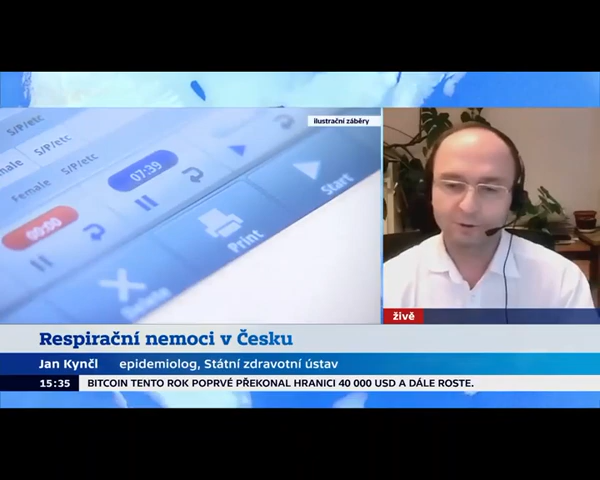 ilustrační záběry
S/P/etc
Female
S/P/etc
Female
S/P/etc
07:39
00:00
Start
Print
Delete
živě
Respirační nemoci v Česku
Jan Kynčl
epidemiolog, Státní zdravotní ústav
15:35
BITCOIN TENTO ROK POPRVÉ PŘEKONAL HRANICI 40 000 USD A DÁLE ROSTE.